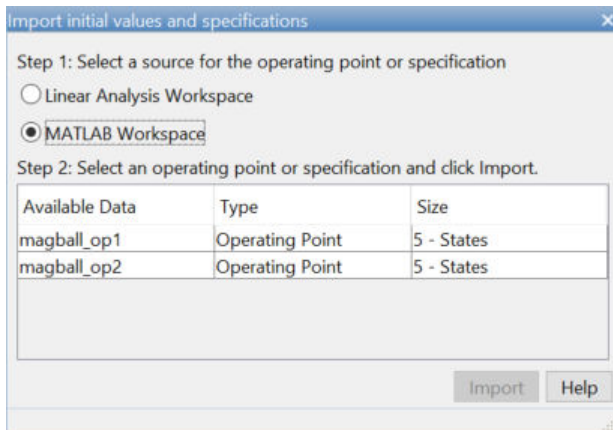 Import initial values and specifications
Step 1: Select a source for the operating point or specification
Linear Analysis Workspace
MATLAB Workspace
Step 2: Select an operating point or specification and click Import.
Available Data Type Size
magball_op1 Operating Point 5 - States
magball_op2 Operating Point 5 - States
Import Help